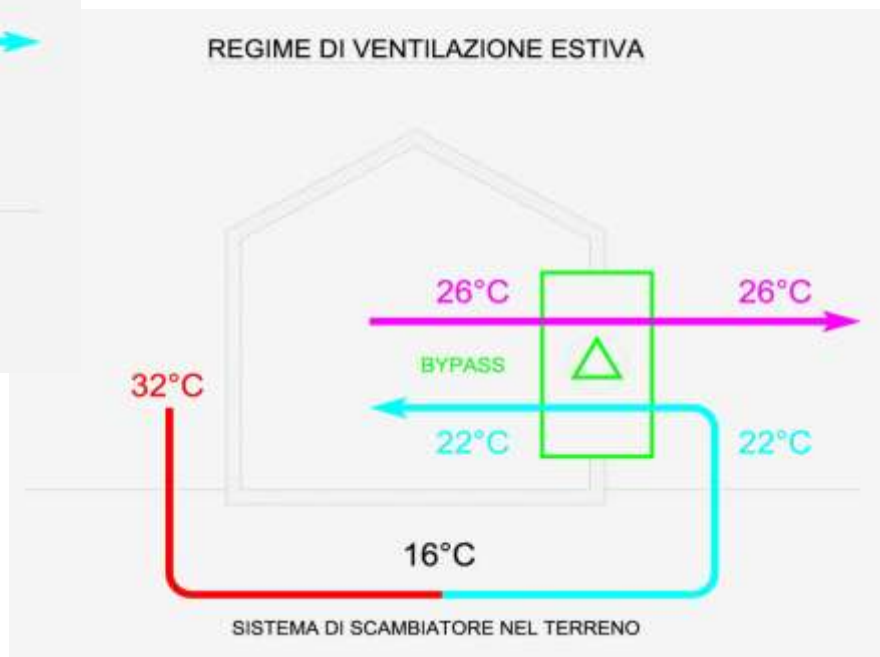 REGIME DI VENTILAZIONE ESTIVA
26°C 26°C
BYPASS
32°C
22°C 22°C
16°C
SISTEMA DI SCAMBIATORE NEL TERRENO